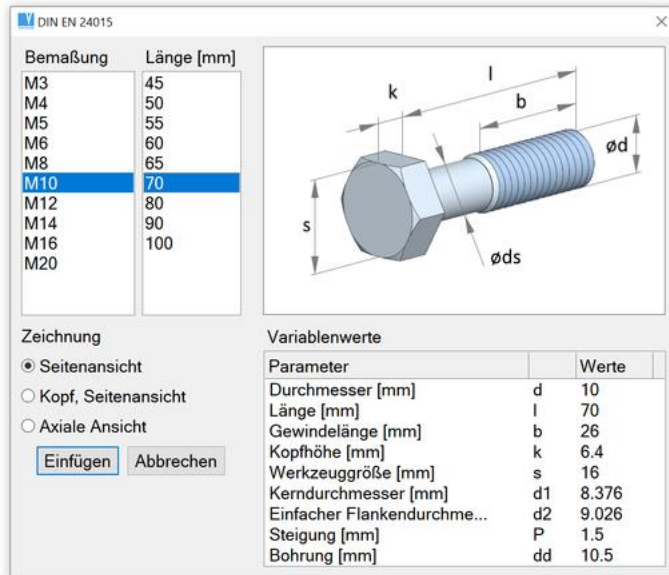 DIN EN 24015
Bemaßung Länge [mm]
M3 45
M4 50
M5 55
M6 60
M8 65
M10 70
M12 80
M14 90
M16 100
M20
k
l
b
ød
s
øds
Zeichnung
Seitenansicht
Kopf, Seitenansicht
Axiale Ansicht
Einfügen Abbrechen
Variablenwerte
Parameter Werte
Durchmesser [mm] d 10
Länge [mm] l 70
Gewindelänge [mm] b 26
Kopfhöhe [mm] k 6.4
Werkzeuggröße [mm] s 16
Kerndurchmesser [mm] d1 8.376
Einfacher Flankendurchme... d2 9.026
Steigung [mm] P 1.5
Bohrung [mm] dd 10.5